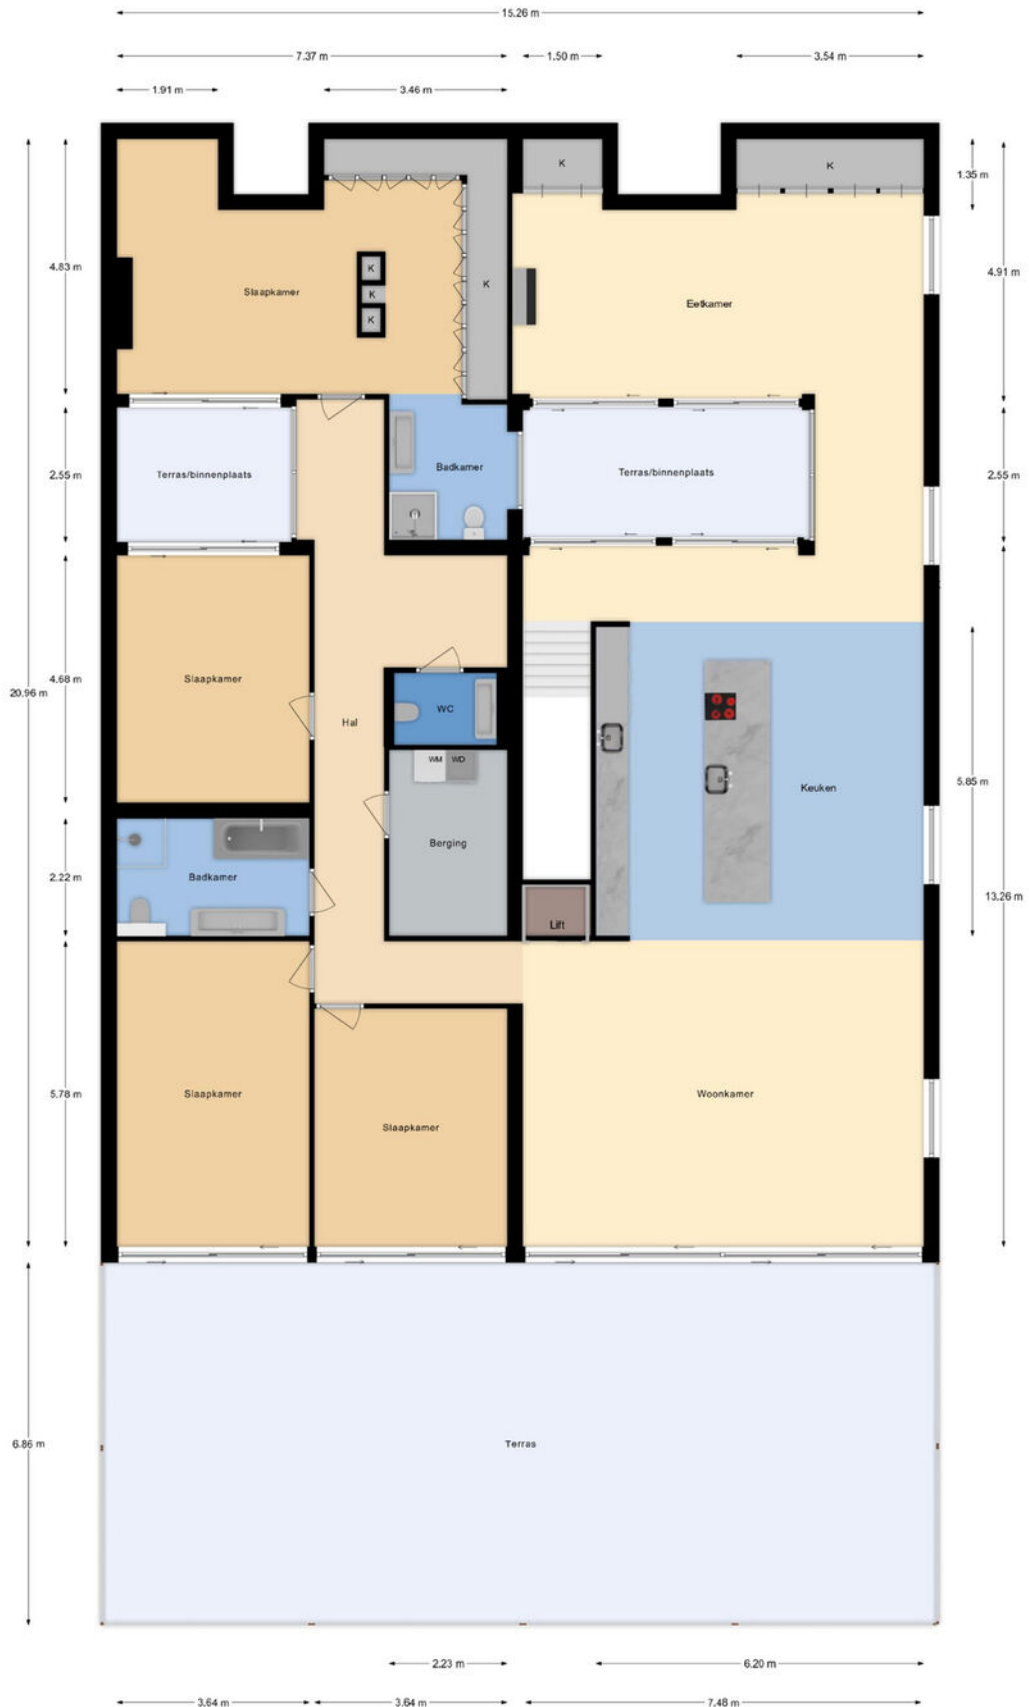 15.26 m
7.37 m
1.50 m
3.54 m
1.91 m
3.46 m
K
K
1.35 m
4.83 m
K
K
K
K
Slaapkamer
Eetkamer
4.91 m
Terras/binnenplaats
Badkamer
Terras/binnenplaats
2.55 m
2.55 m
Slaapkamer
4.68 m
20.96 m
Hal
WC
WM
WD
Keuken
5.85 m
Berging
Badkamer
2.22 m
13.26 m
Lift
Slaapkamer
5.78 m
Slaapkamer
Woonkamer
6.86 m
Terras
2.23 m
6.20 m
3.64 m
3.64 m
7.48 m